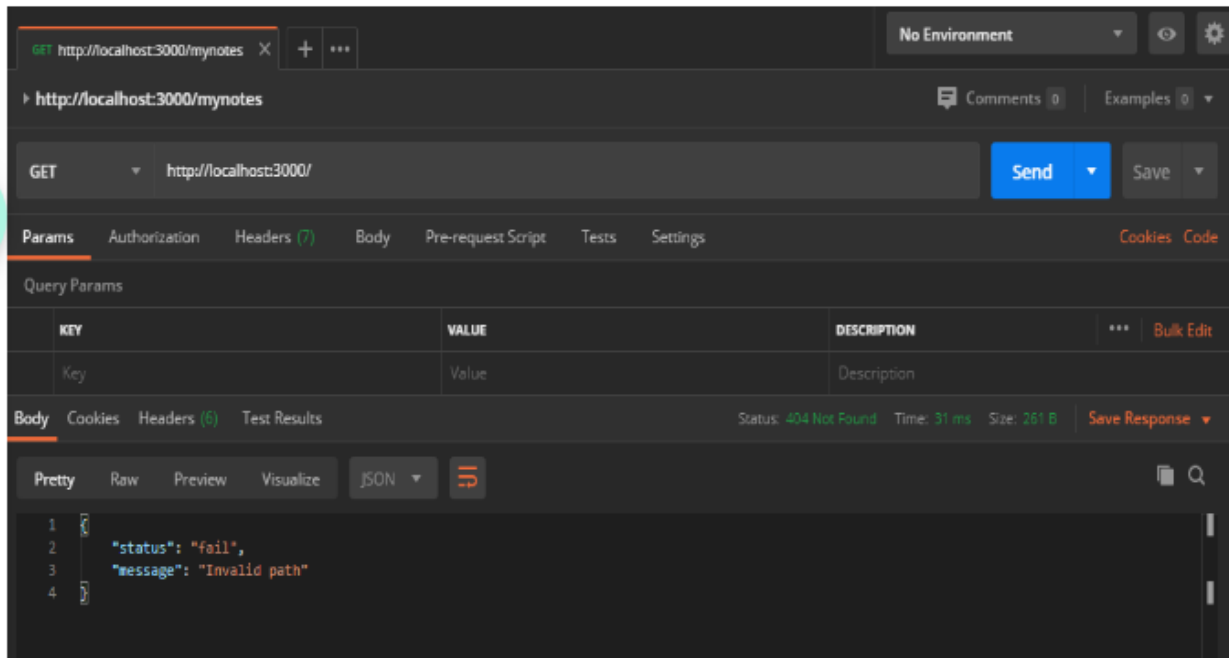 GET http://localhost:3000/mynotes × + •••
No Environment
http://localhost:3000/mynotes
Comments 0 Examples 0
GET http://localhost:3000/ Send Save
Params Authorization Headers (7) Body Pre-request Script Tests Settings Cookies Code
Query Params
KEY VALUE DESCRIPTION ••• Bulk Edit
Key Value Description
Body Cookies Headers (6) Test Results Status: 404 Not Found Time: 31 ms Size: 261 B Save Response
Pretty Raw Preview Visualize JSON
1 {
2 "status": "fail",
3 "message": "Invalid path"
4 }